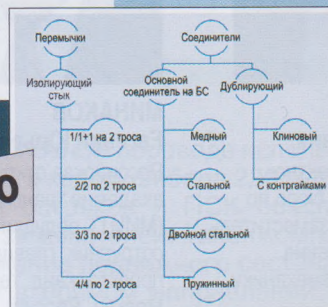 Перемычки
Соединители
Изолирующий
стык
Основной
соединитель на БС
Дублирующий
1/1+1 на 2 троса
Медный
Клиновый
2/2 по 2 троса
Стальной
С контргайками
3/3 по 2 троса
Двойной стальной
4/4 по 2 троса
Пружинный